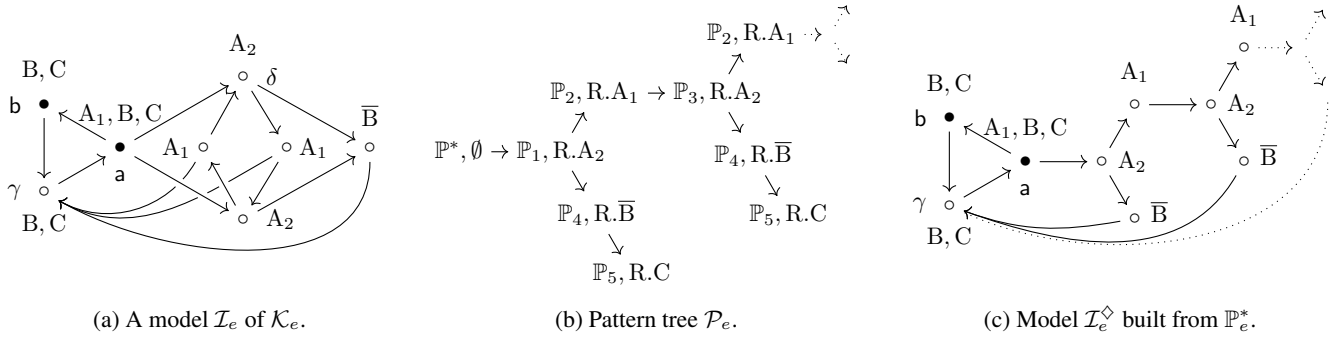 A₂
B, C
δ
b
A₁, B, C
B̅
A₁
A₁
γ
a
B, C
A₂
(a) A model ℐₑ of 𝒦ₑ.
ℙ₂, R.A₁
ℙ₂, R.A₁ → ℙ₃, R.A₂
ℙ*, ∅ → ℙ₁, R.A₂
ℙ₄, R.B̅
ℙ₄, R.B̅
ℙ₅, R.C
ℙ₅, R.C
(b) Pattern tree 𝒫ₑ.
A₁
B, C
A₁
b
A₁, B, C
A₂
A₂
B̅
a
γ
B̅
B, C
(c) Model ℐₑ^◇ built from ℙₑ*.